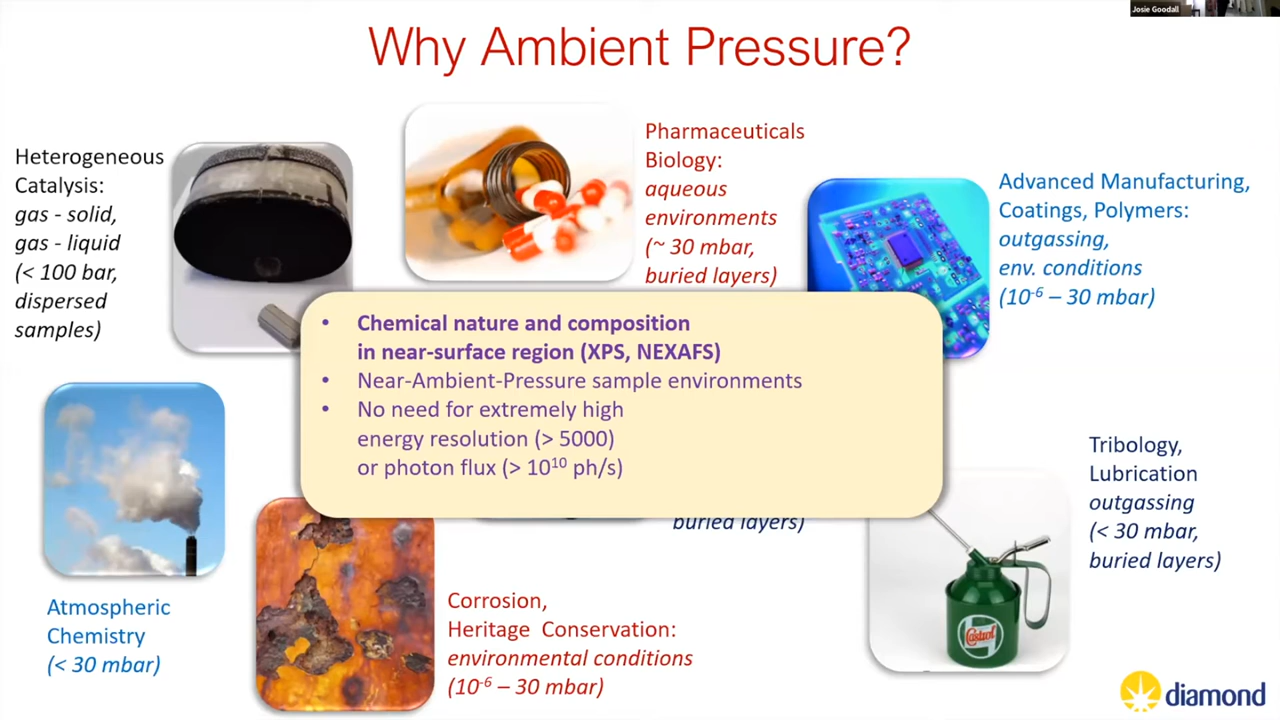 Josie Goodall
Why Ambient Pressure?
Heterogeneous
Catalysis:
gas - solid,
gas - liquid
(< 100 bar,
dispersed
samples)
Pharmaceuticals
Biology:
aqueous
environments
(~ 30 mbar,
buried layers)
Advanced Manufacturing,
Coatings, Polymers:
outgassing,
env. conditions
(10⁻⁶ – 30 mbar)
• Chemical nature and composition
in near-surface region (XPS, NEXAFS)
• Near-Ambient-Pressure sample environments
• No need for extremely high
energy resolution (> 5000)
or photon flux (> 10¹⁰ ph/s)
buried layers)
Tribology,
Lubrication
outgassing
(< 30 mbar,
buried layers)
Atmospheric
Chemistry
(< 30 mbar)
Corrosion,
Heritage Conservation:
environmental conditions
(10⁻⁶ – 30 mbar)
Castrol
diamond